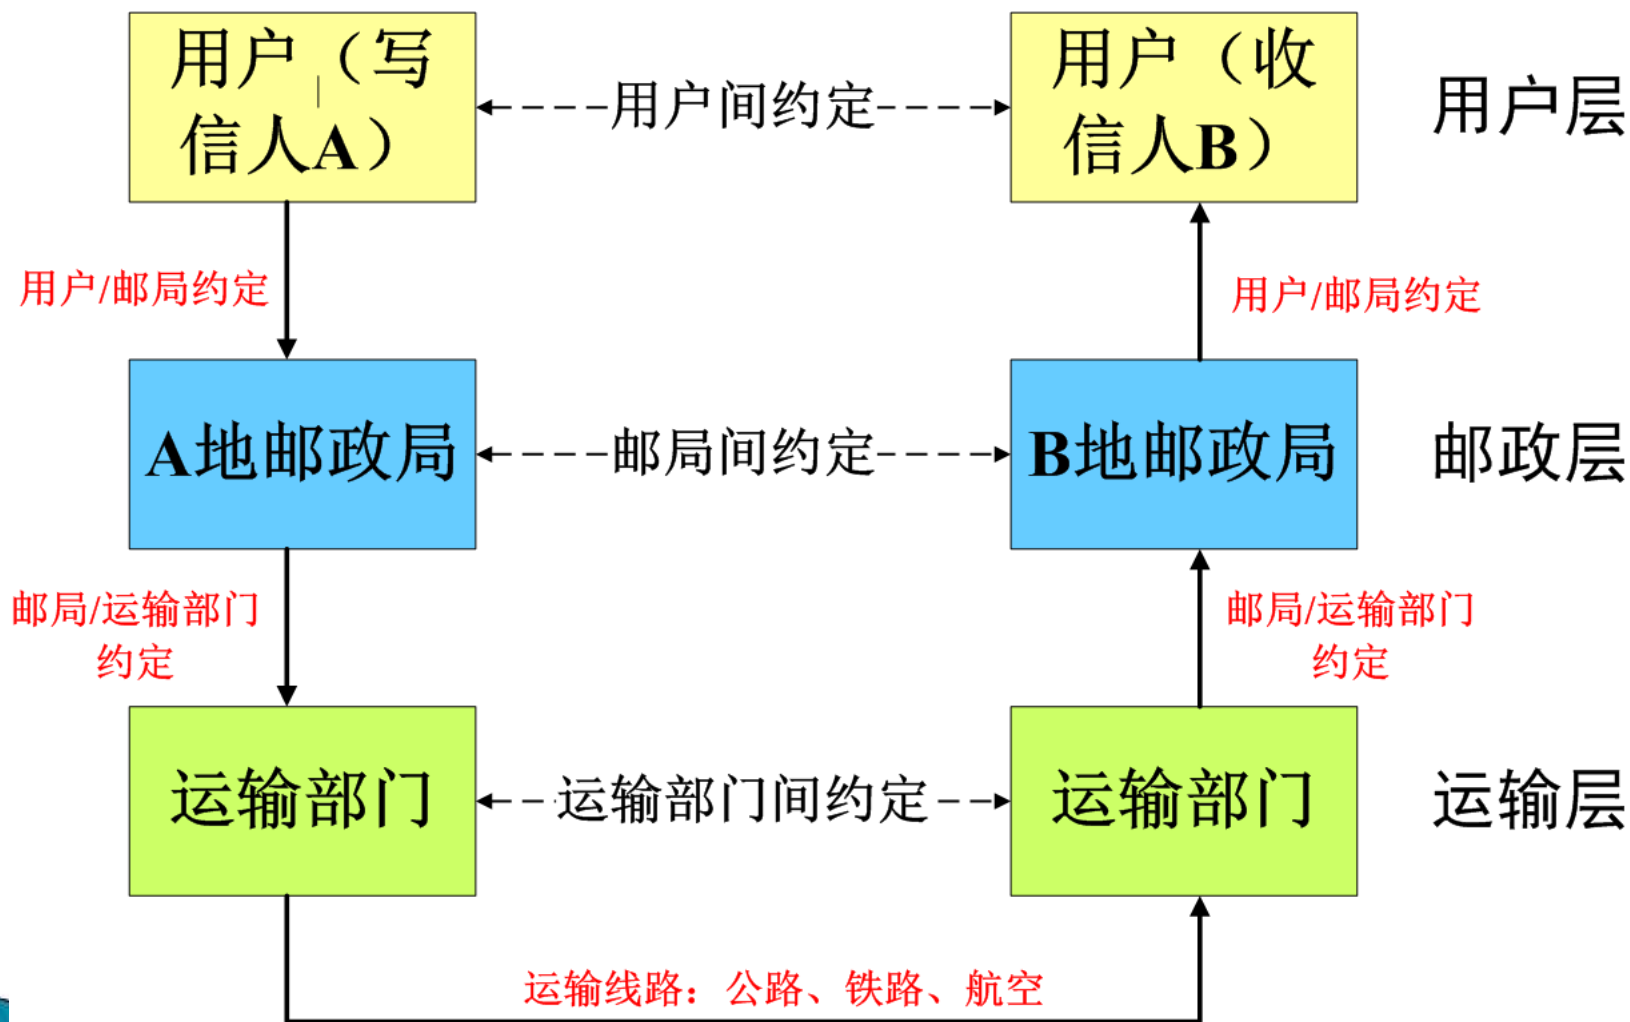 用户（写
信人A）
用户间约定
用户（收
信人B）
用户层
用户/邮局约定
用户/邮局约定
A地邮政局
邮局间约定
B地邮政局
邮政层
邮局/运输部门
约定
邮局/运输部门
约定
运输部门
运输部门间约定
运输部门
运输层
运输线路：公路、铁路、航空